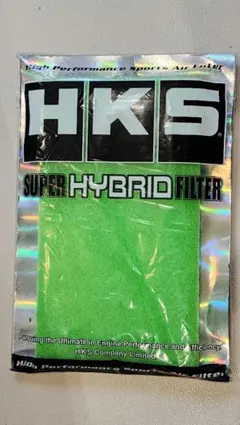 High Performance Sports Air Filter
HKS
SUPER HYBRID FILTER
Pursuing the Ultimate in Engine Performance and Efficiency!
HKS Company Limited
High Performance Sports Air Filter